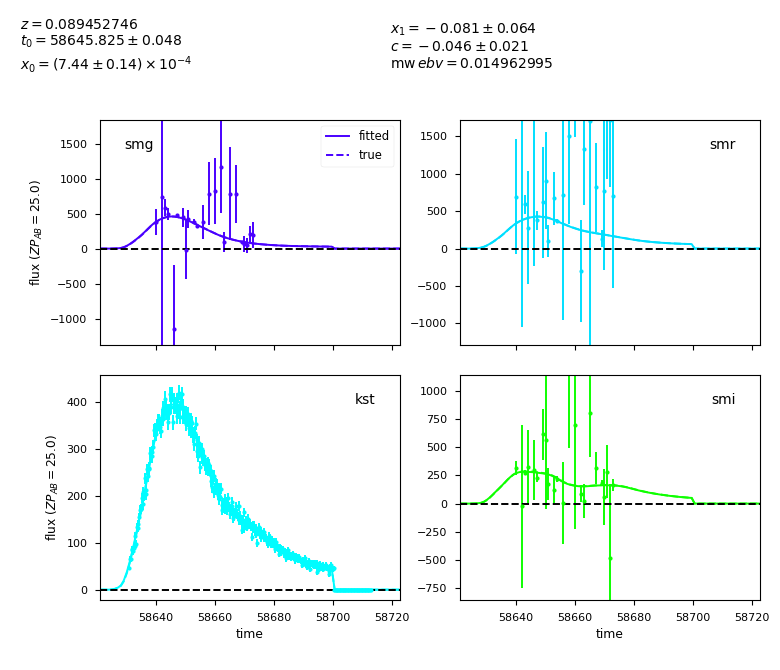 z = 0.089452746
t₀ = 58645.825 ± 0.048
x₀ = (7.44 ± 0.14) × 10⁻⁴
x₁ = −0.081 ± 0.064
c = −0.046 ± 0.021
mw ebv = 0.014962995
smg
fitted
true
1500
1000
500
0
−500
−1000
flux (ZP_AB = 25.0)
smr
1500
1000
500
0
−500
−1000
kst
400
300
200
100
0
flux (ZP_AB = 25.0)
58640 58660 58680 58700 58720
time
smi
1000
750
500
250
0
−250
−500
−750
58640 58660 58680 58700 58720
time